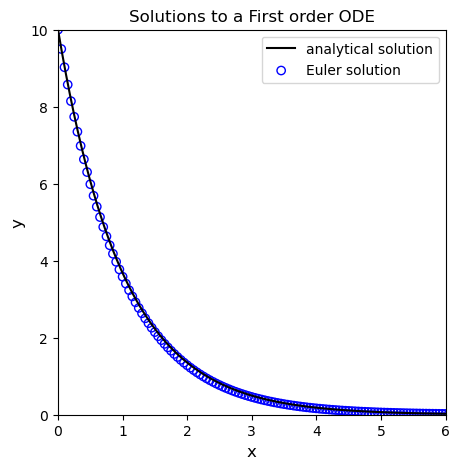 Solutions to a First order ODE
analytical solution
Euler solution
10
8
6
4
2
0
y
0 1 2 3 4 5 6
x